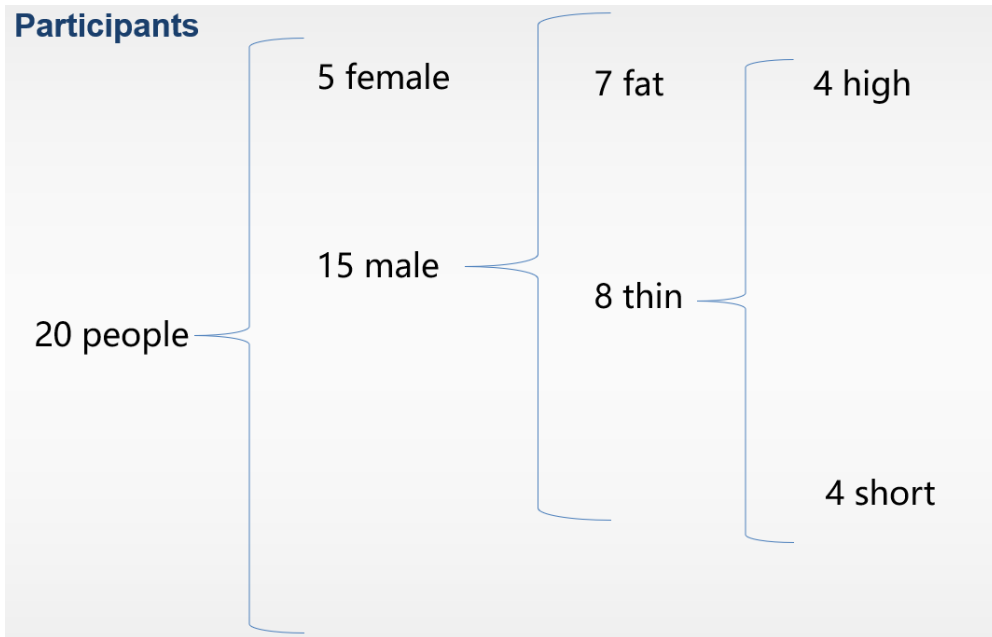 Participants
20 people
5 female
15 male
7 fat
8 thin
4 high
4 short